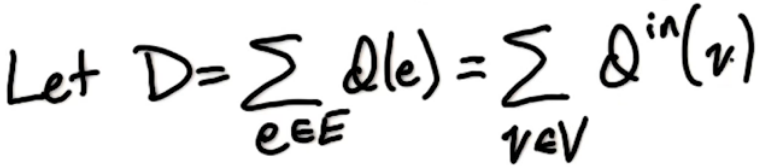 Let D = ∑_{e∈E} d(e) = ∑_{v∈V} d^{in}(v)